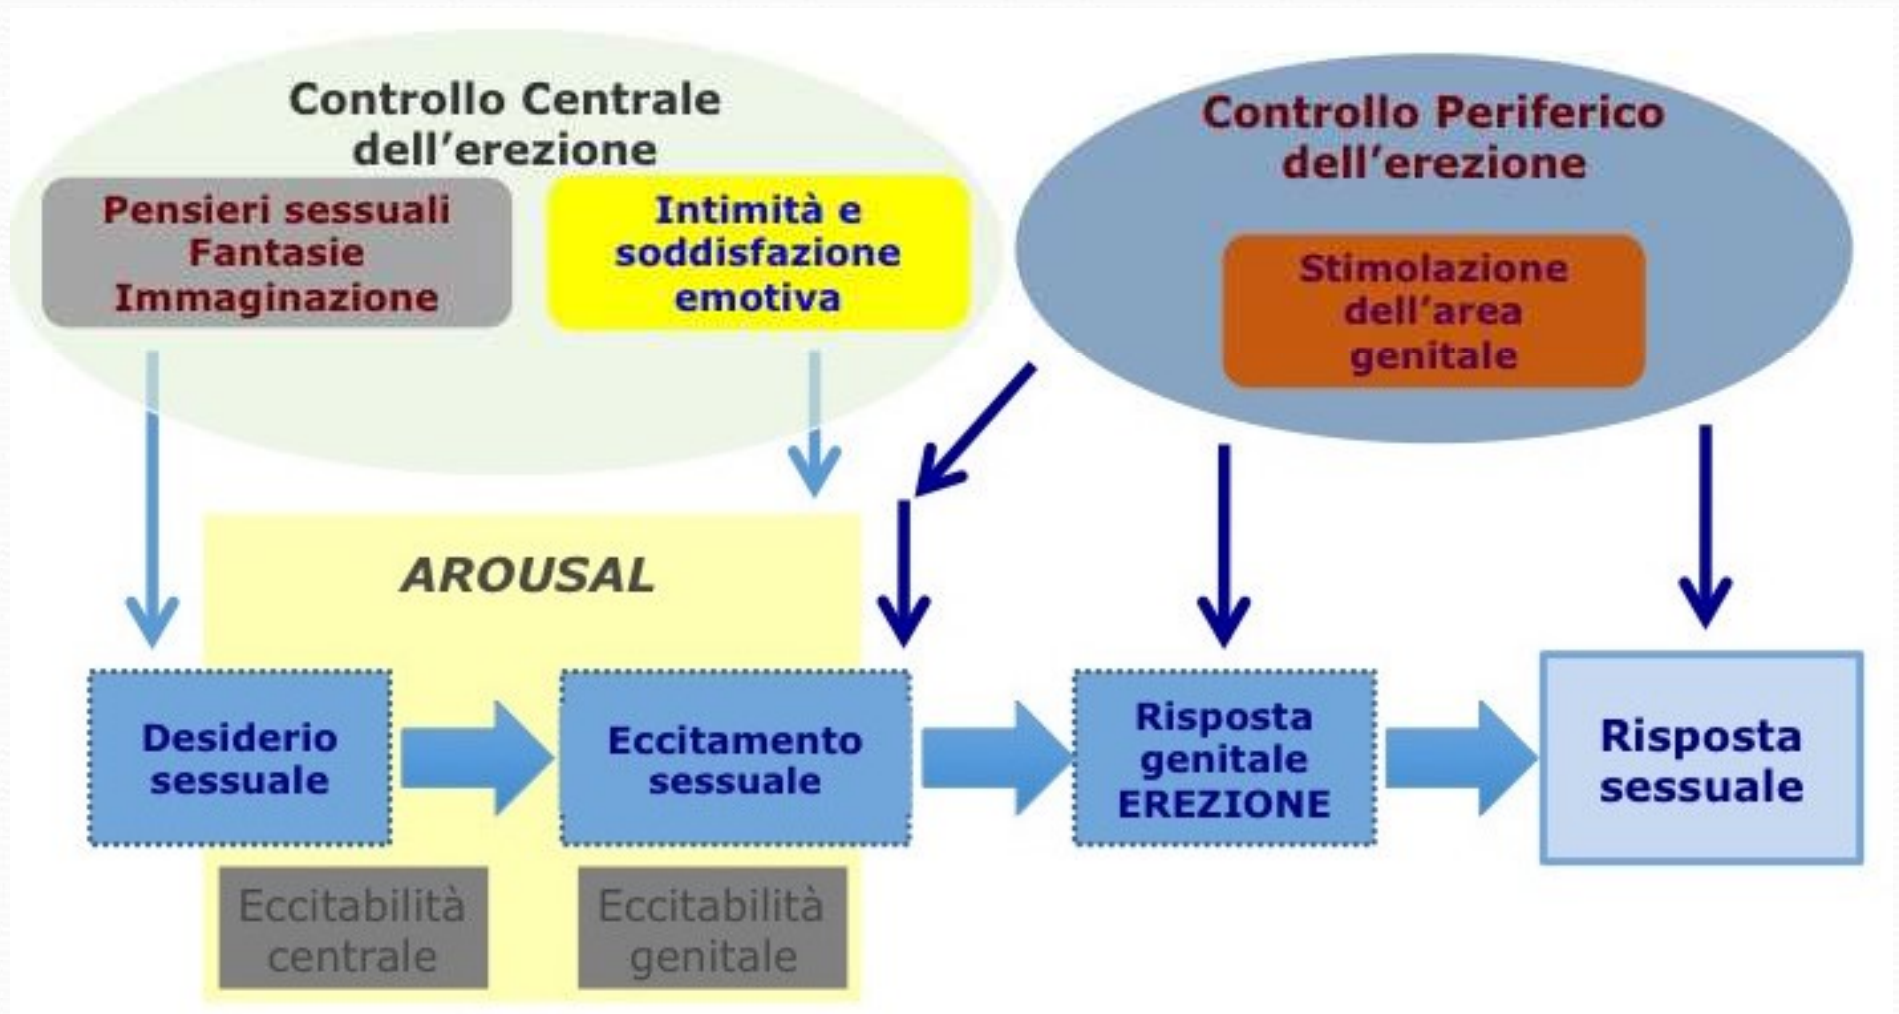 Controllo Centrale
dell’erezione
Pensieri sessuali
Fantasie
Immaginazione
Intimità e
soddisfazione
emotiva
Controllo Periferico
dell’erezione
Stimolazione
dell’area
genitale
AROUSAL
Desiderio
sessuale
Eccitamento
sessuale
Risposta
genitale
EREZIONE
Risposta
sessuale
Eccitabilità
centrale
Eccitabilità
genitale